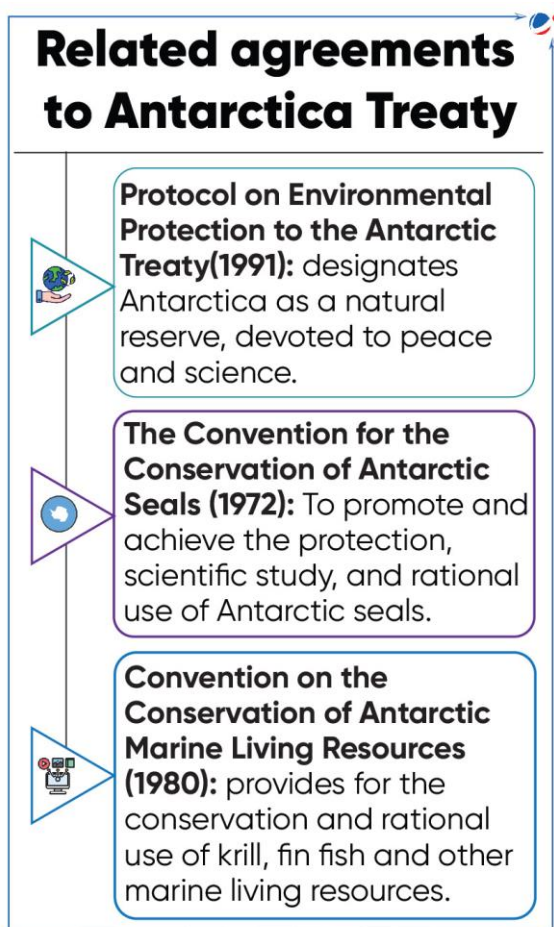 Related agreements
to Antarctica Treaty
Protocol on Environmental
Protection to the Antarctic
Treaty(1991): designates
Antarctica as a natural
reserve, devoted to peace
and science.
The Convention for the
Conservation of Antarctic
Seals (1972): To promote and
achieve the protection,
scientific study, and rational
use of Antarctic seals.
Convention on the
Conservation of Antarctic
Marine Living Resources
(1980): provides for the
conservation and rational
use of krill, fin fish and other
marine living resources.